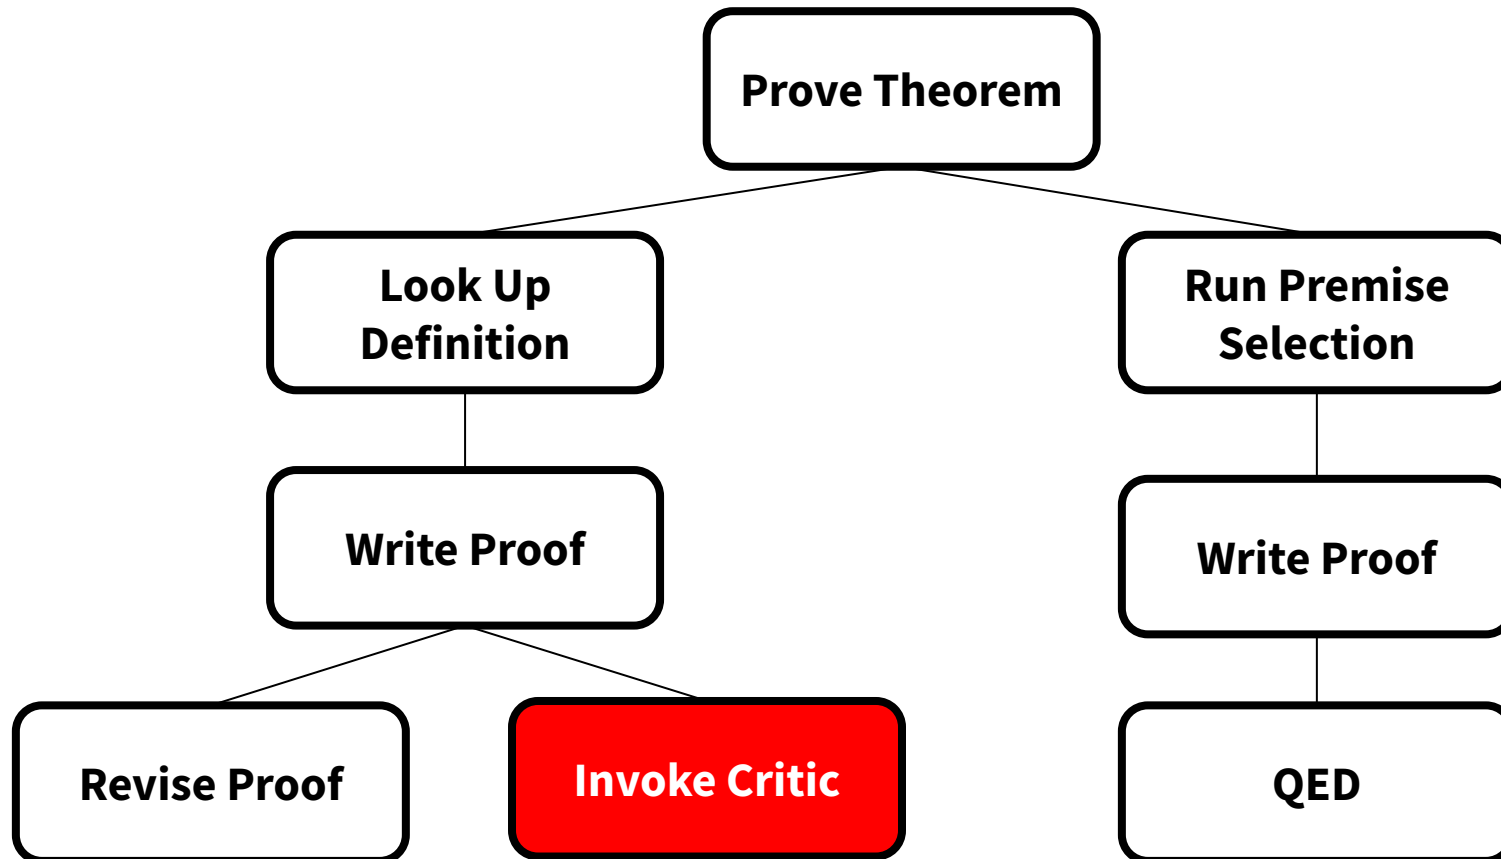 Prove Theorem
Look Up
Definition
Run Premise
Selection
Write Proof
Write Proof
Revise Proof
Invoke Critic
QED